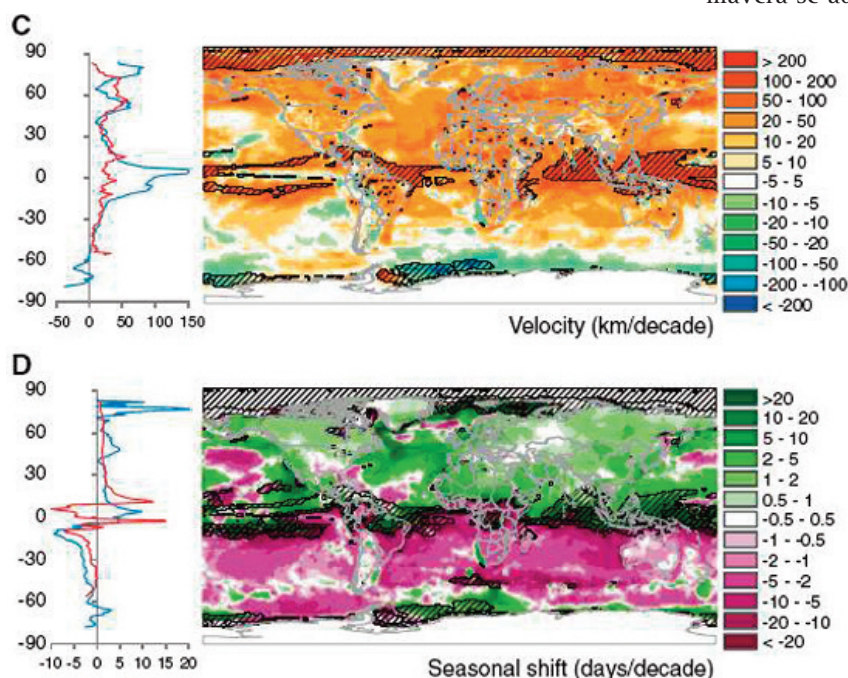 C
90
60
30
0
-30
-60
-90
-50 0 50 100 150
Velocity (km/decade)
> 200
100 - 200
50 - 100
20 - 50
10 - 20
5 - 10
-5 - 5
-10 - -5
-20 - -10
-50 - -20
-100 - -50
-200 - -100
< -200
D
90
60
30
0
-30
-60
-90
-10 -5 0 5 10 15 20
Seasonal shift (days/decade)
>20
10 - 20
5 - 10
2 - 5
1 - 2
0.5 - 1
-0.5 - 0.5
-1 - -0.5
-2 - -1
-5 - -2
-10 - -5
-20 - -10
< -20